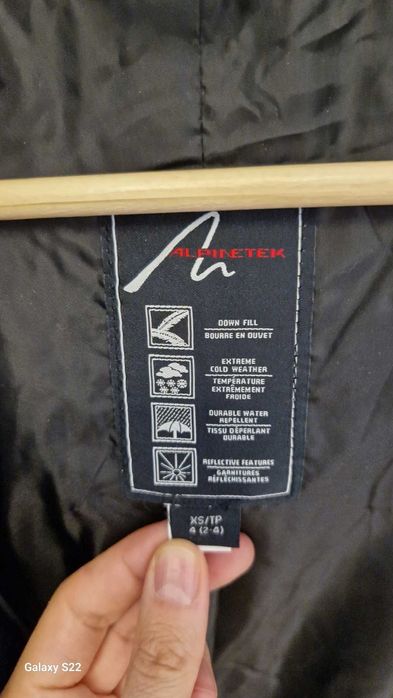 ALPINETEK
DOWN FILL
BOURRE EN DUVET
EXTREME
COLD WEATHER
TEMPÉRATURE
EXTRÊMEMENT
FROIDE
DURABLE WATER
REPELLENT
TISSU DÉPERLANT
DURABLE
REFLECTIVE FEATURES
GARNITURES
RÉFLÉCHISSANTES
XS/TP
4 (2-4)
Galaxy S22